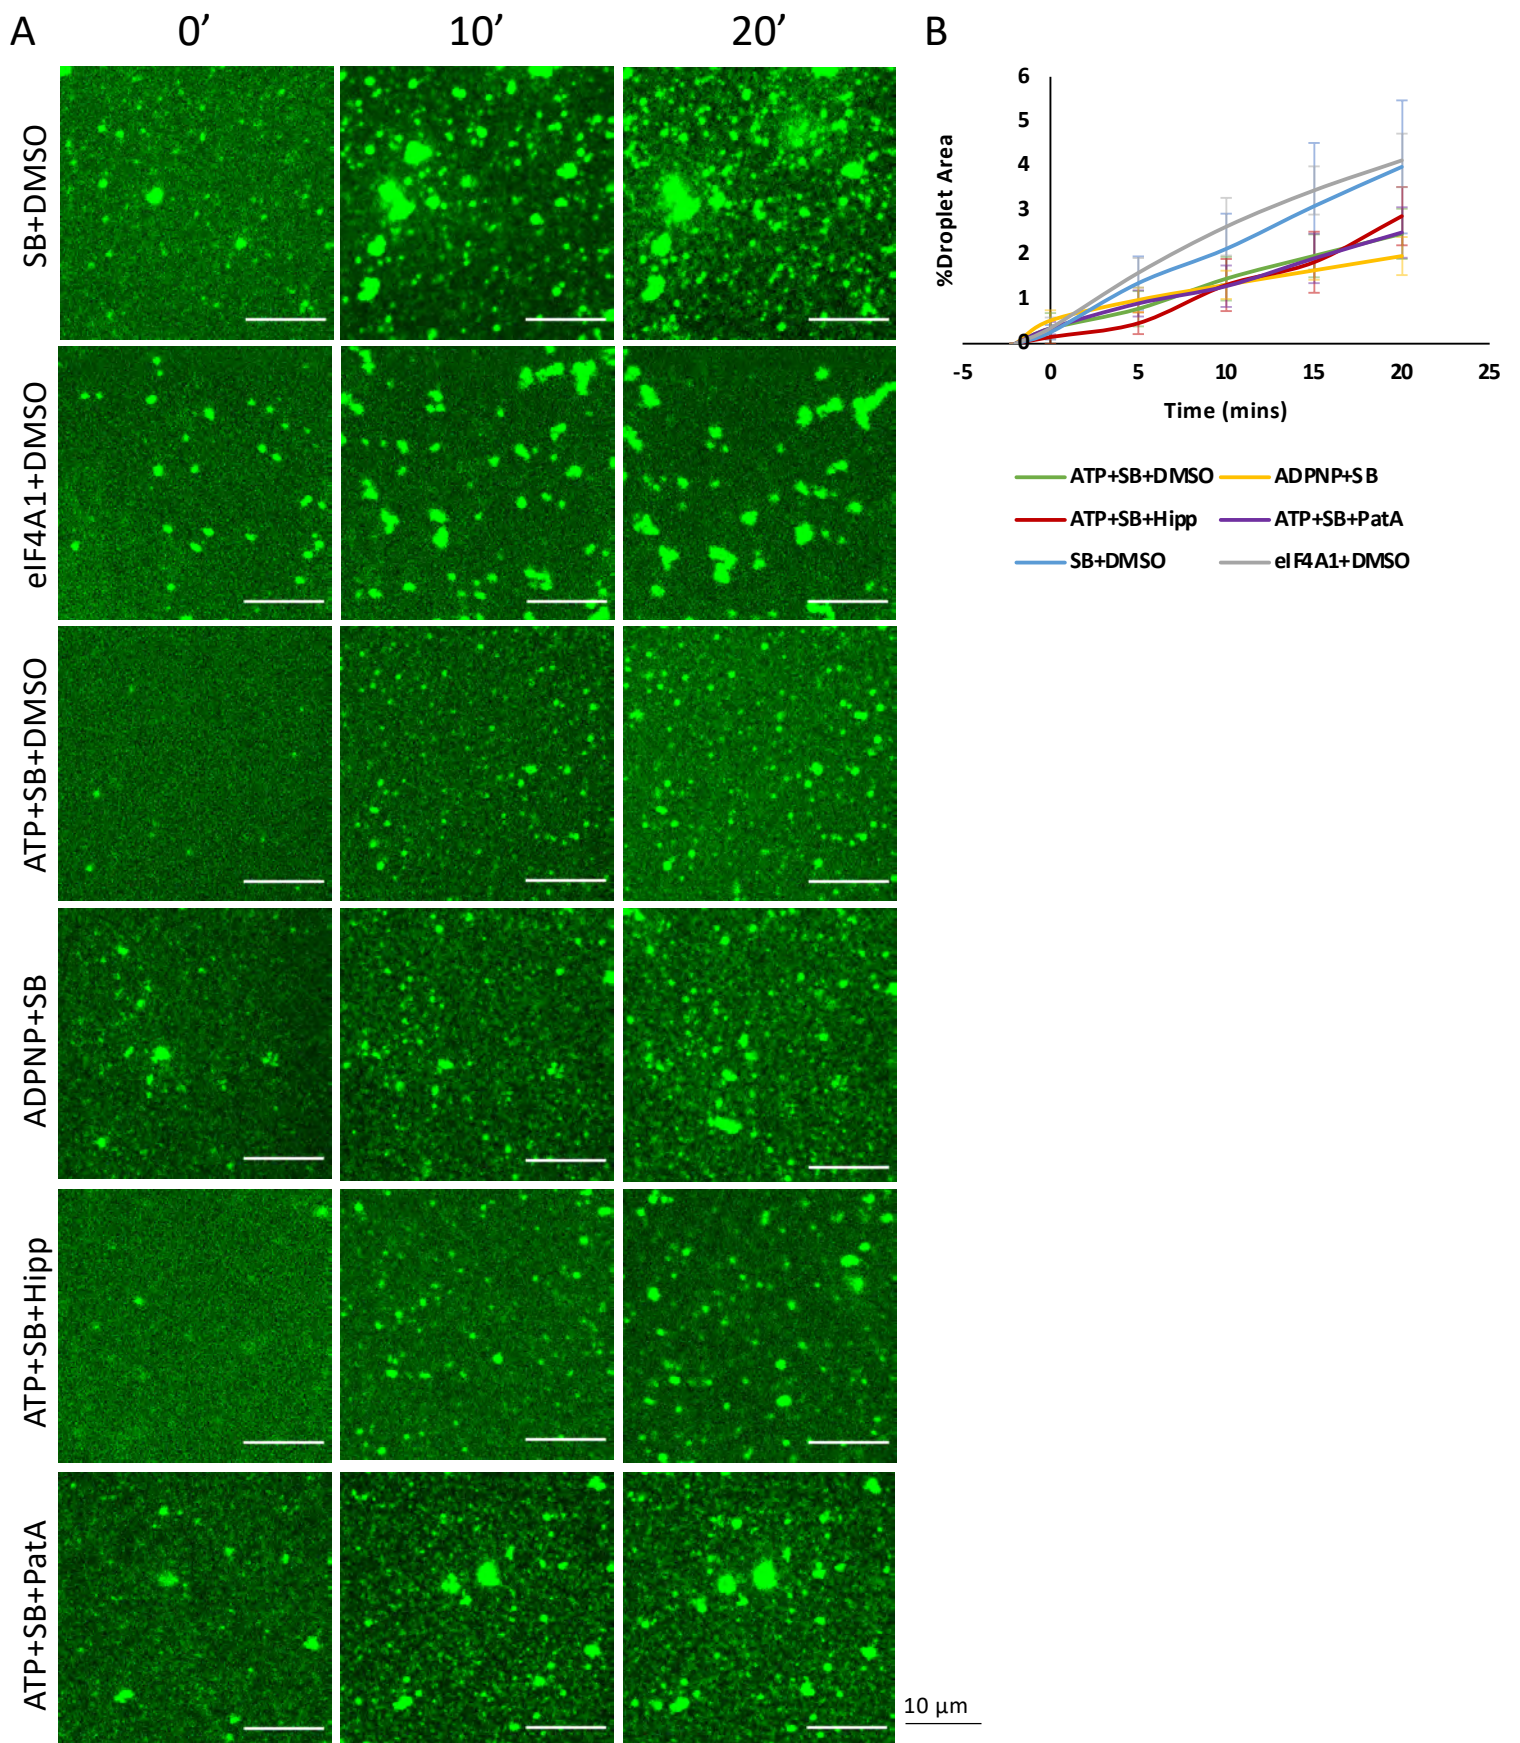 A
0’
10’
20’
B
SB+DMSO
eIF4A1+DMSO
ATP+SB+DMSO
ADPNP+SB
ATP+SB+Hipp
ATP+SB+PatA
10 µm
%Droplet Area
6
5
4
3
2
1
0
-5 0 5 10 15 20 25
Time (mins)
ATP+SB+DMSO ADPNP+SB
ATP+SB+Hipp ATP+SB+PatA
SB+DMSO eIF4A1+DMSO